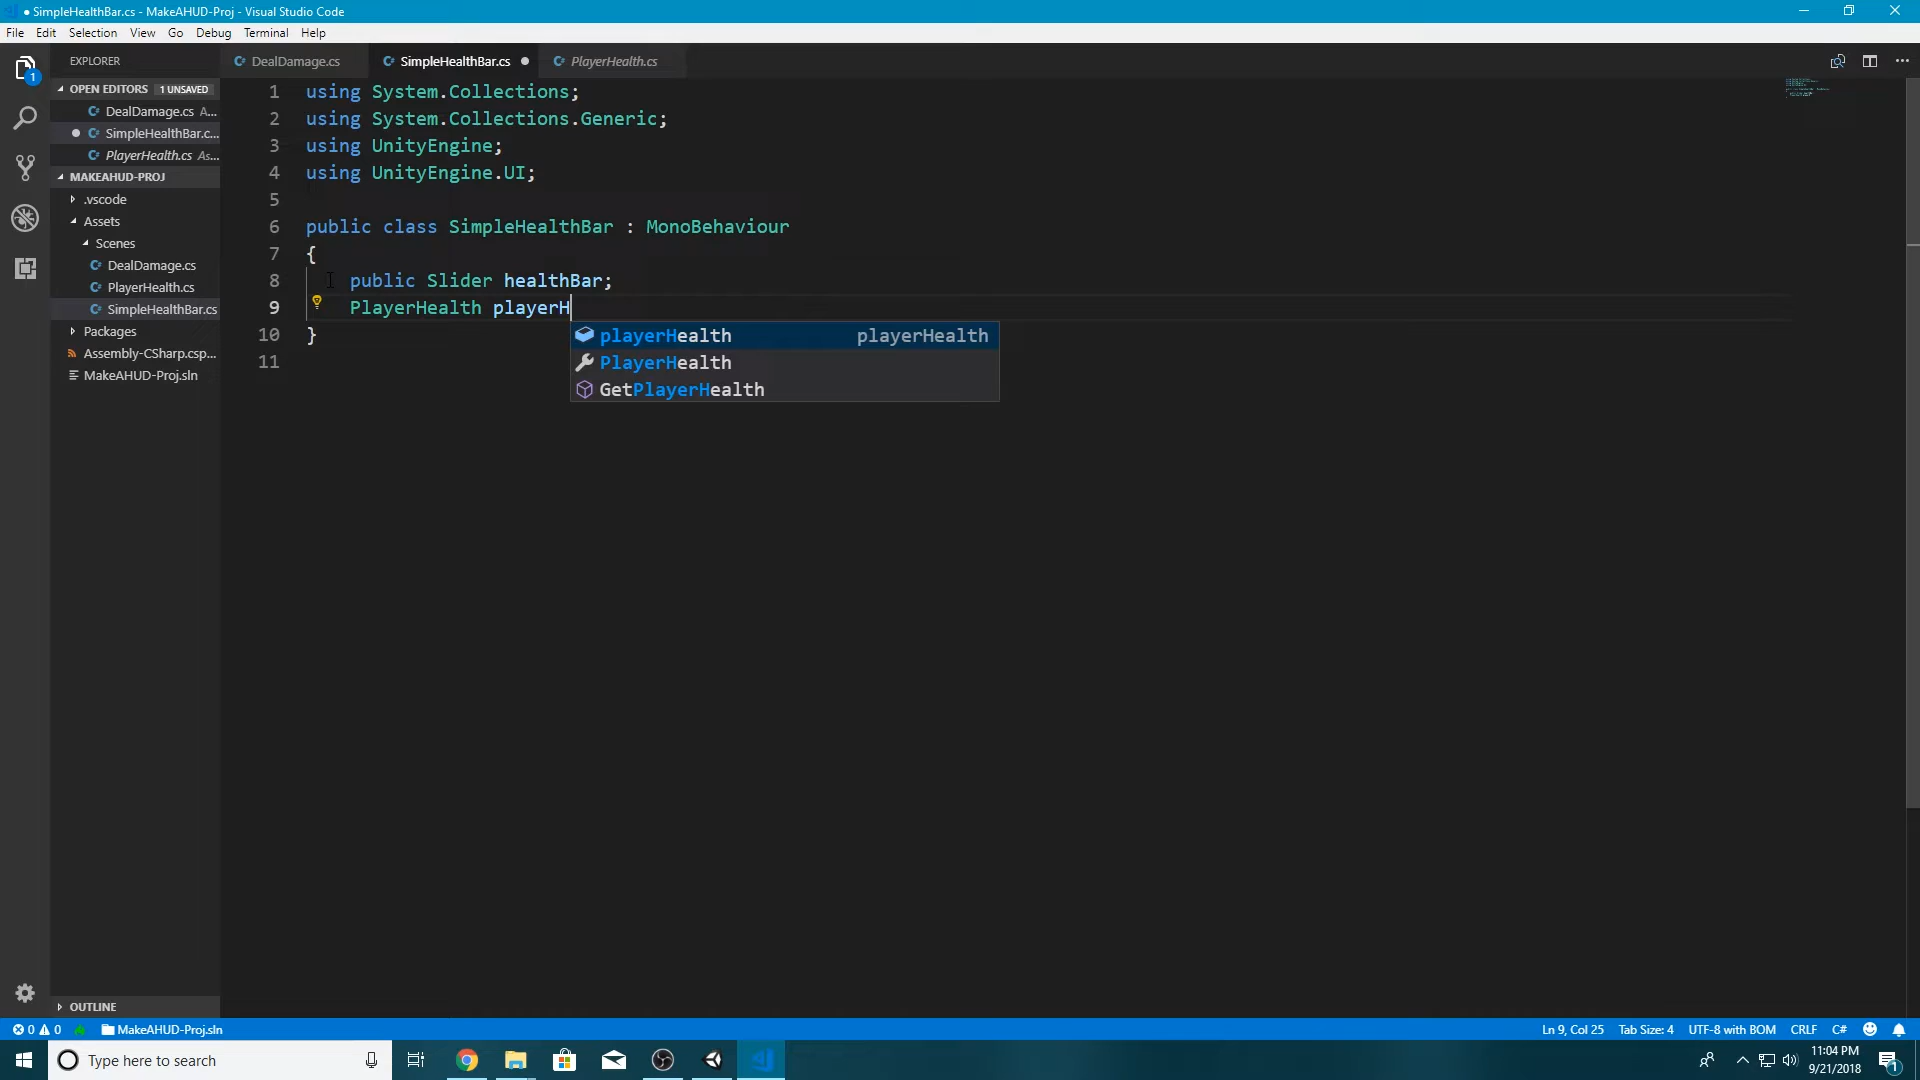 SimpleHealthBar.cs - MakeAHUD-Proj - Visual Studio Code
File Edit Selection View Go Debug Terminal Help
EXPLORER
DealDamage.cs
SimpleHealthBar.cs
PlayerHealth.cs
1
OPEN EDITORS 1 UNSAVED
DealDamage.cs A...
SimpleHealthBar.c...
PlayerHealth.cs As...
MAKEAHUD-PROJ
.vscode
Assets
Scenes
DealDamage.cs
PlayerHealth.cs
SimpleHealthBar.cs
Packages
Assembly-CSharp.csp...
MakeAHUD-Proj.sln
OUTLINE
1 using System.Collections;
2 using System.Collections.Generic;
3 using UnityEngine;
4 using UnityEngine.UI;
5
6 public class SimpleHealthBar : MonoBehaviour
7 {
8 public Slider healthBar;
9 PlayerHealth playerH
10 }
11
playerHealth playerHealth
PlayerHealth
GetPlayerHealth
0 0 MakeAHUD-Proj.sln
Ln 9, Col 25 Tab Size: 4 UTF-8 with BOM CRLF C#
Type here to search
11:04 PM
9/21/2018
1